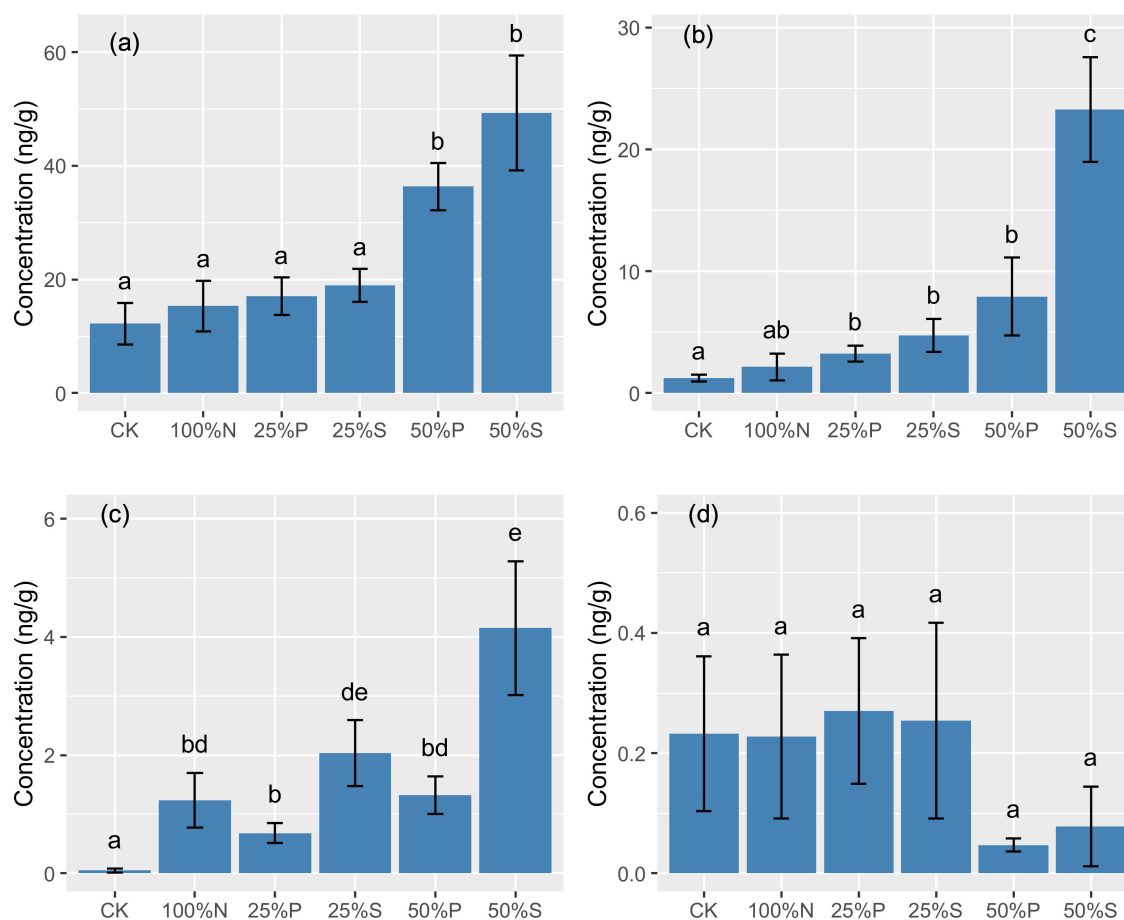 (a)
Concentration (ng/g)
60
40
20
0
a
a
a
a
b
b
CK 100%N 25%P 25%S 50%P 50%S
(b)
Concentration (ng/g)
30
20
10
0
a
ab
b
b
b
c
CK 100%N 25%P 25%S 50%P 50%S
(c)
Concentration (ng/g)
6
4
2
0
a
bd
b
de
bd
e
CK 100%N 25%P 25%S 50%P 50%S
(d)
Concentration (ng/g)
0.6
0.4
0.2
0.0
a
a
a
a
a
a
CK 100%N 25%P 25%S 50%P 50%S